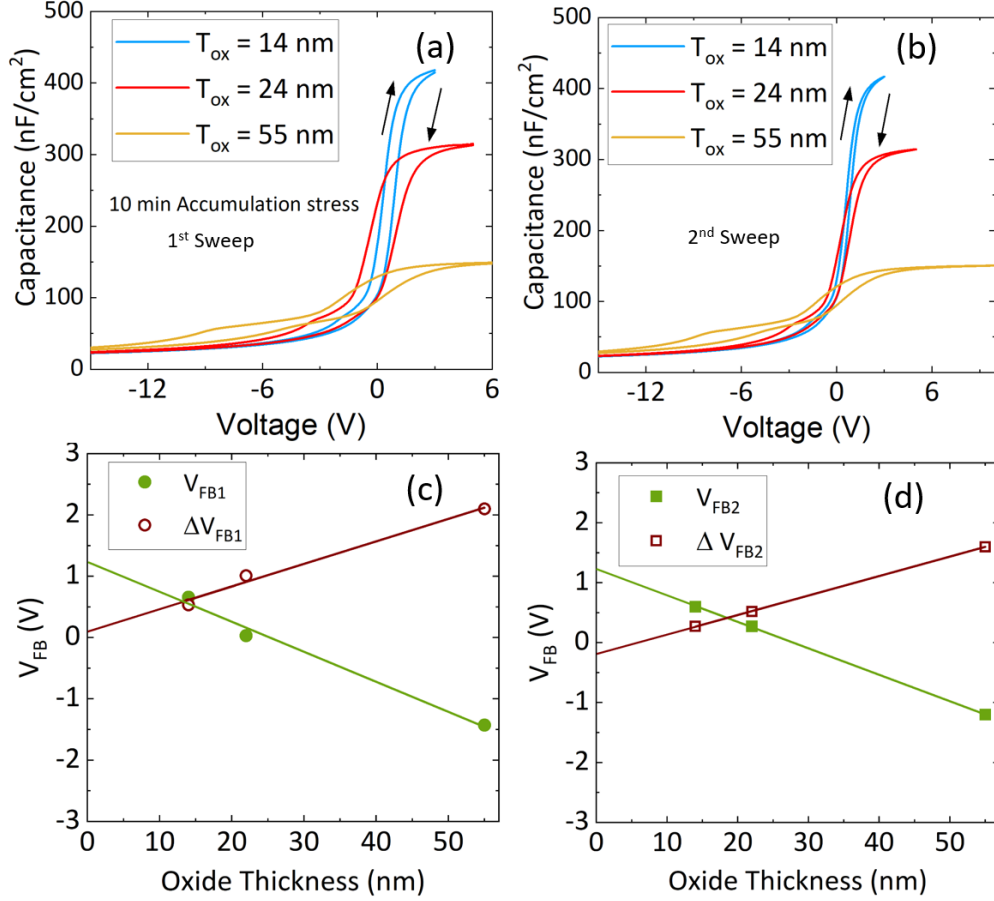 (a)
T_ox = 14 nm
T_ox = 24 nm
T_ox = 55 nm
10 min Accumulation stress
1st Sweep
Capacitance (nF/cm²)
500
400
300
200
100
0
-12
-6
0
6
Voltage (V)
(b)
T_ox = 14 nm
T_ox = 24 nm
T_ox = 55 nm
2nd Sweep
Capacitance (nF/cm²)
500
400
300
200
100
0
-12
-6
0
6
Voltage (V)
(c)
V_FB1
ΔV_FB1
V_FB (V)
3
2
1
0
-1
-2
-3
0
10
20
30
40
50
Oxide Thickness (nm)
(d)
V_FB2
Δ V_FB2
V_FB (V)
3
2
1
0
-1
-2
-3
0
10
20
30
40
50
Oxide Thickness (nm)